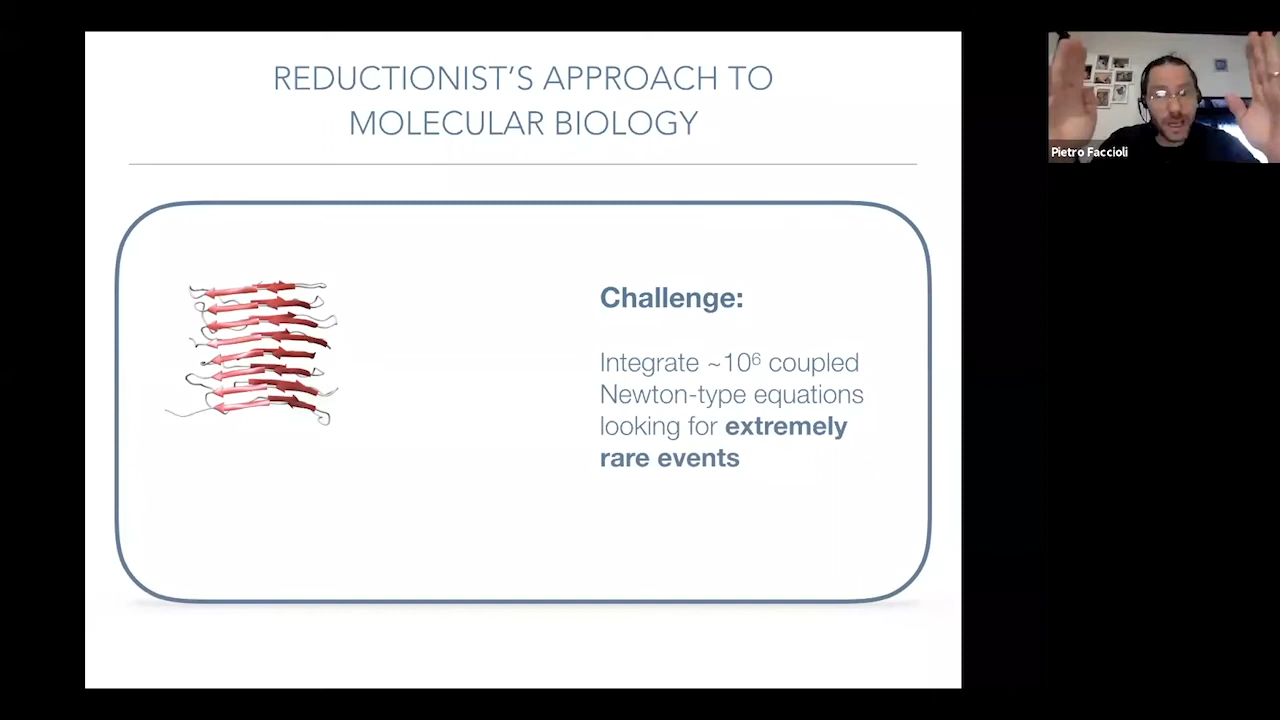 REDUCTIONIST'S APPROACH TO
MOLECULAR BIOLOGY
Challenge:
Integrate ~10⁶ coupled
Newton-type equations
looking for extremely
rare events
Pietro Faccioli